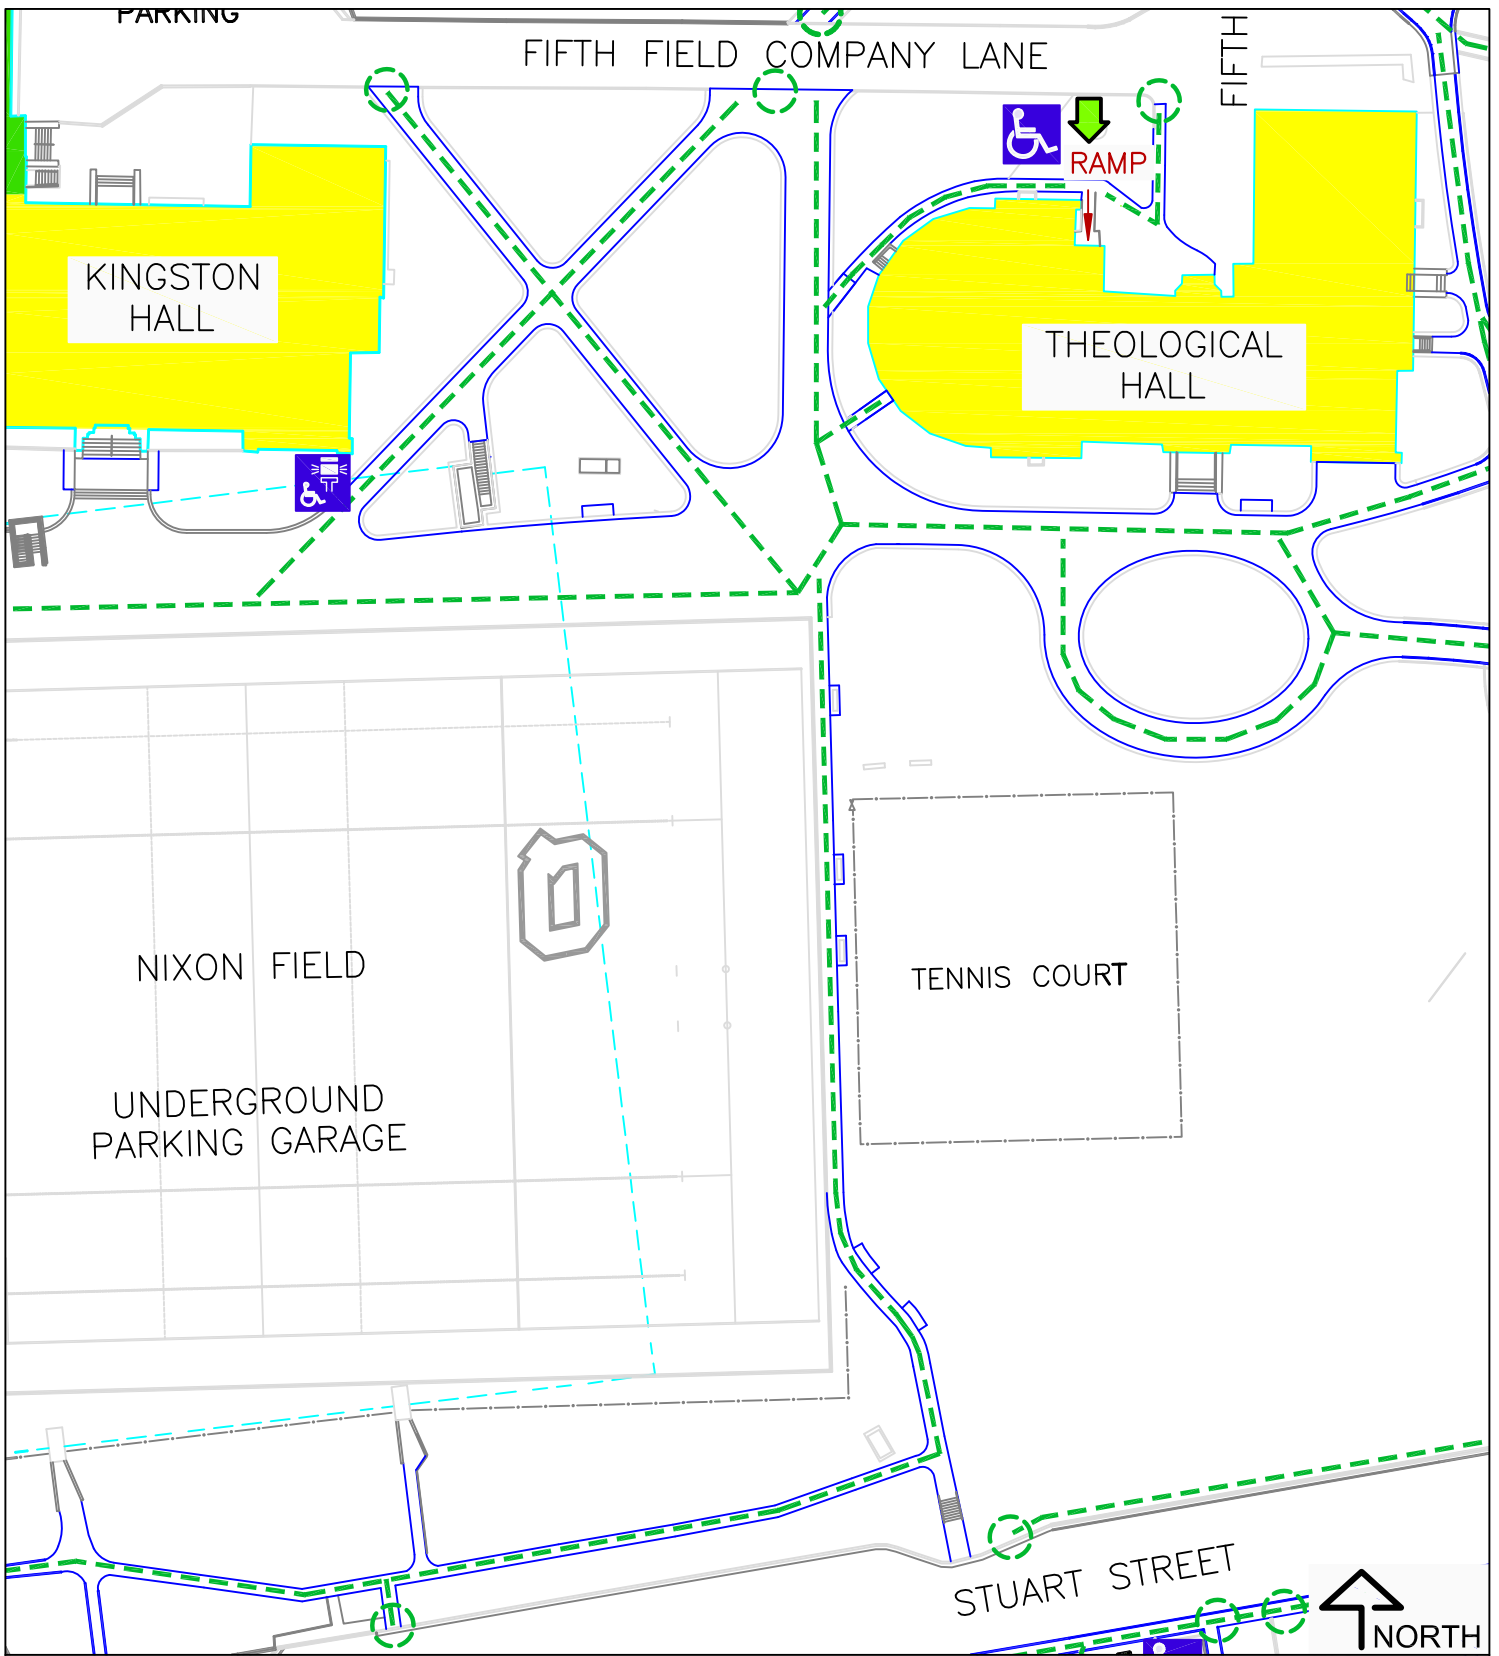 PARKING
FIFTH FIELD COMPANY LANE
FIFTH
RAMP
KINGSTON
HALL
THEOLOGICAL
HALL
NIXON FIELD
TENNIS COURT
UNDERGROUND
PARKING GARAGE
STUART STREET
NORTH